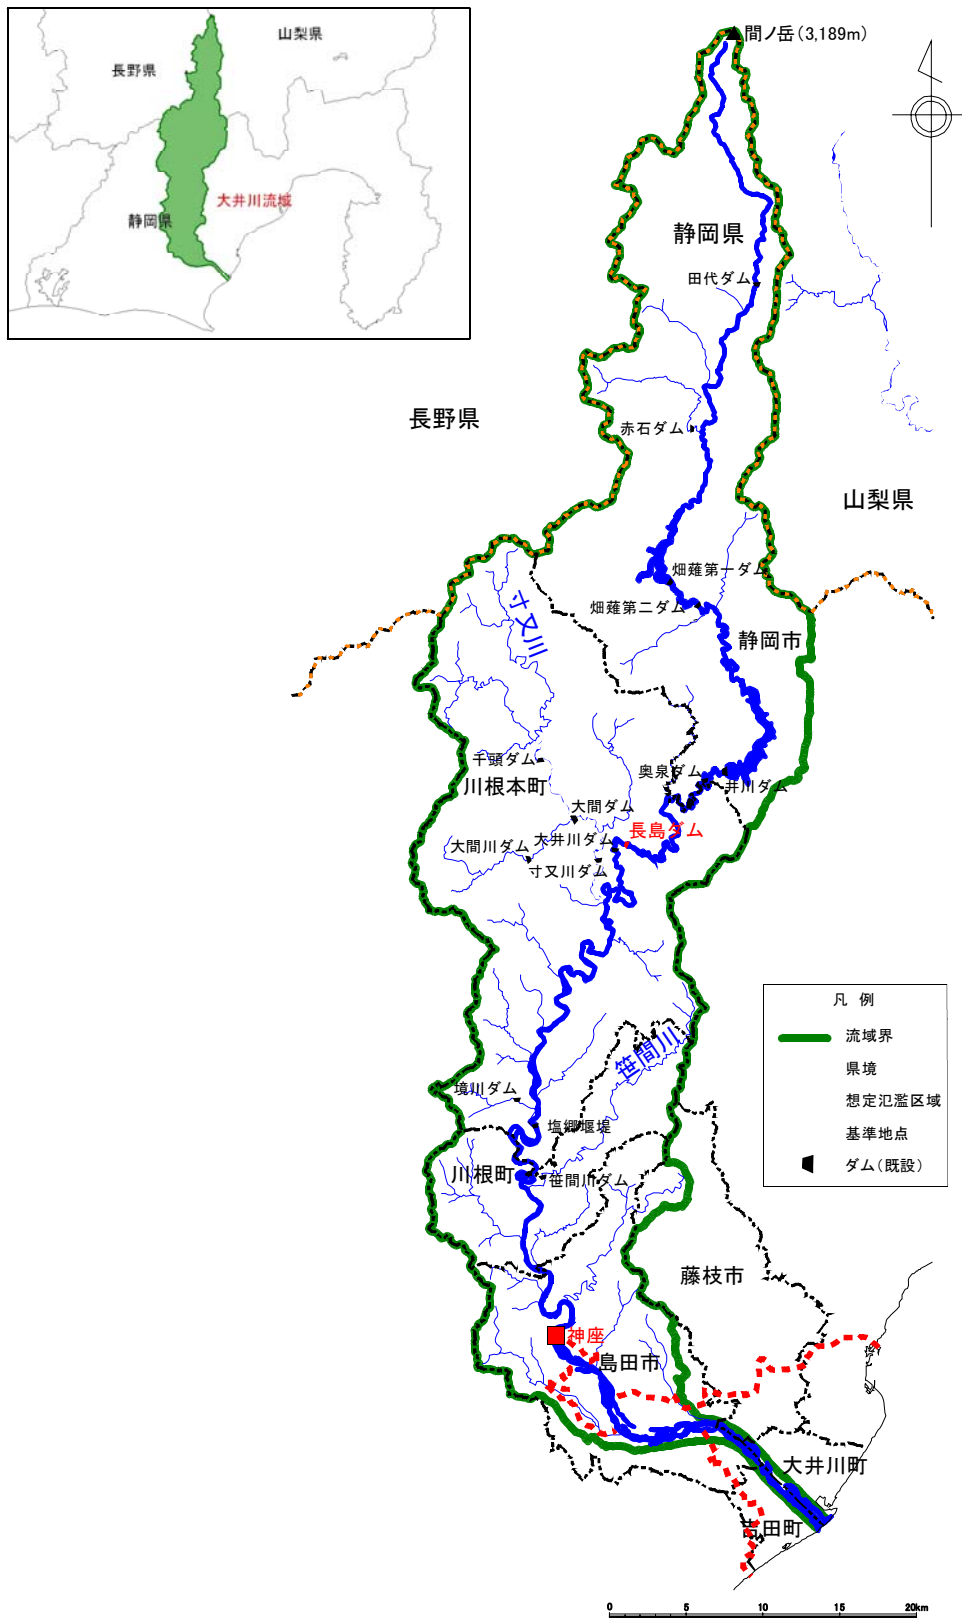 山梨県
長野県
大井川流域
静岡県
間ノ岳(3,189m)
静岡県
田代ダム
長野県
赤石ダム
山梨県
畑薙第一ダム
寸又川
畑薙第二ダム
静岡市
千頭ダム
奥泉ダム
川根本町
井川ダム
大間ダム
大井川ダム
長島ダム
大間川ダム
寸又川ダム
凡 例
流域界
県境
想定氾濫区域
基準地点
ダム(既設)
笹間川
境川ダム
塩郷堰堤
川根町
笹間川ダム
藤枝市
神座
島田市
大井川町
吉田町
0 5 10 20km